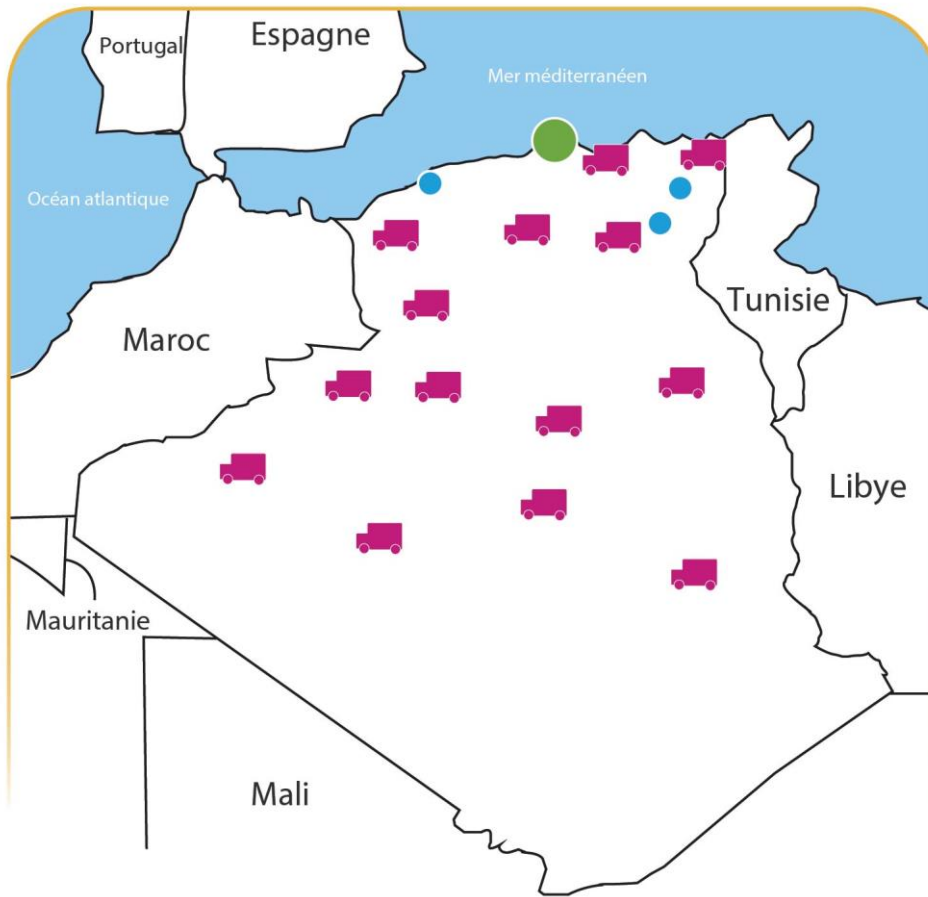 Portugal
Espagne
Mer méditerranéen
Océan atlantique
Tunisie
Maroc
Libye
Mauritanie
Mali